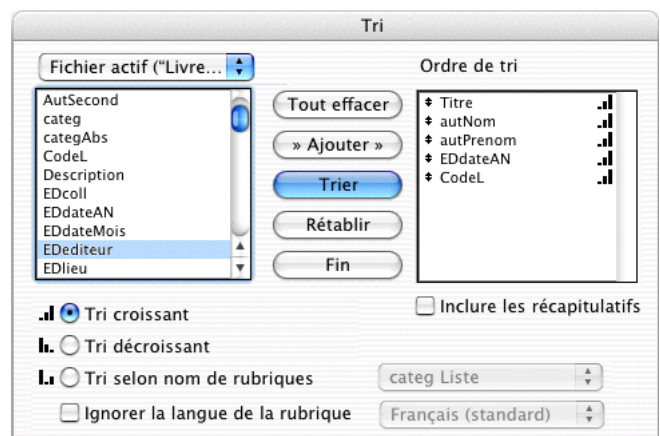 Tri
Fichier actif ("Livre...
Ordre de tri
AutSecond
categ
categAbs
CodeL
Description
EDcoll
EDdateAN
EDdateMois
EDediteur
EDlieu
Tout effacer
» Ajouter »
Trier
Rétablir
Fin
Titre
autNom
autPrenom
EDdateAN
CodeL
Inclure les récapitulatifs
Tri croissant
Tri décroissant
Tri selon nom de rubriques
categ Liste
Ignorer la langue de la rubrique
Français (standard)